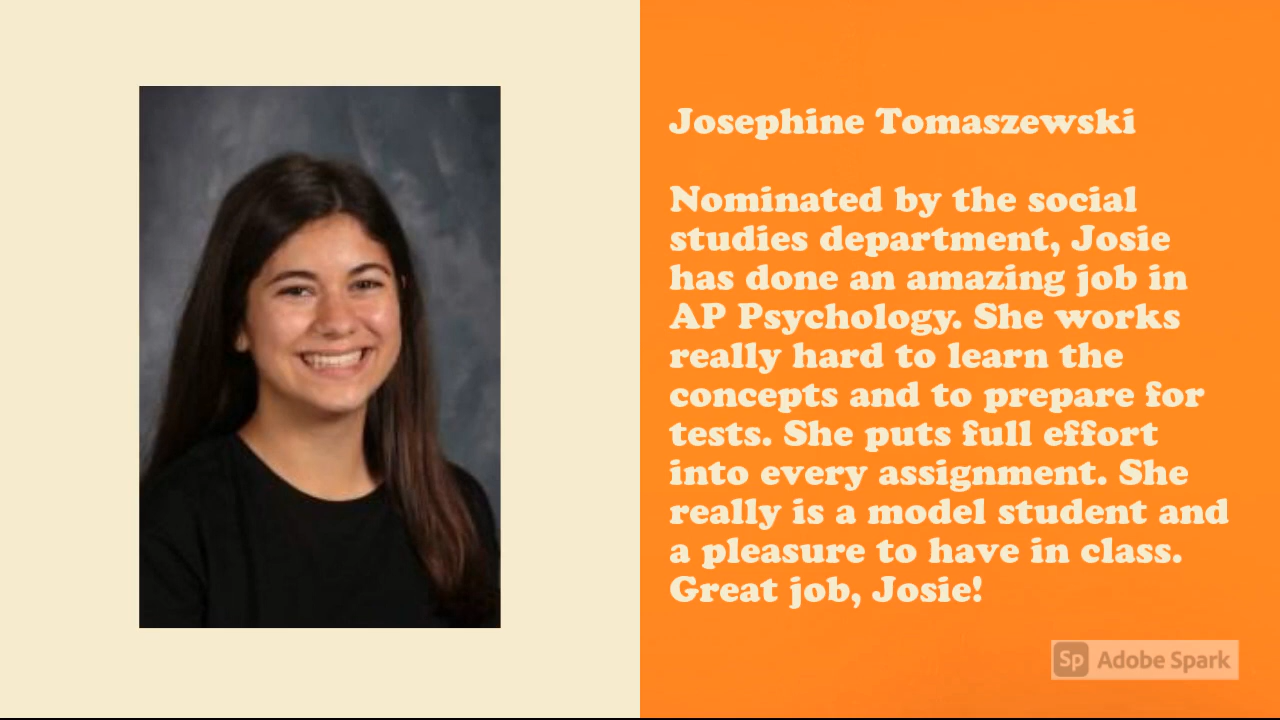 Josephine Tomaszewski
Nominated by the social
studies department, Josie
has done an amazing job in
AP Psychology. She works
really hard to learn the
concepts and to prepare for
tests. She puts full effort
into every assignment. She
really is a model student and
a pleasure to have in class.
Great job, Josie!
Sp Adobe Spark